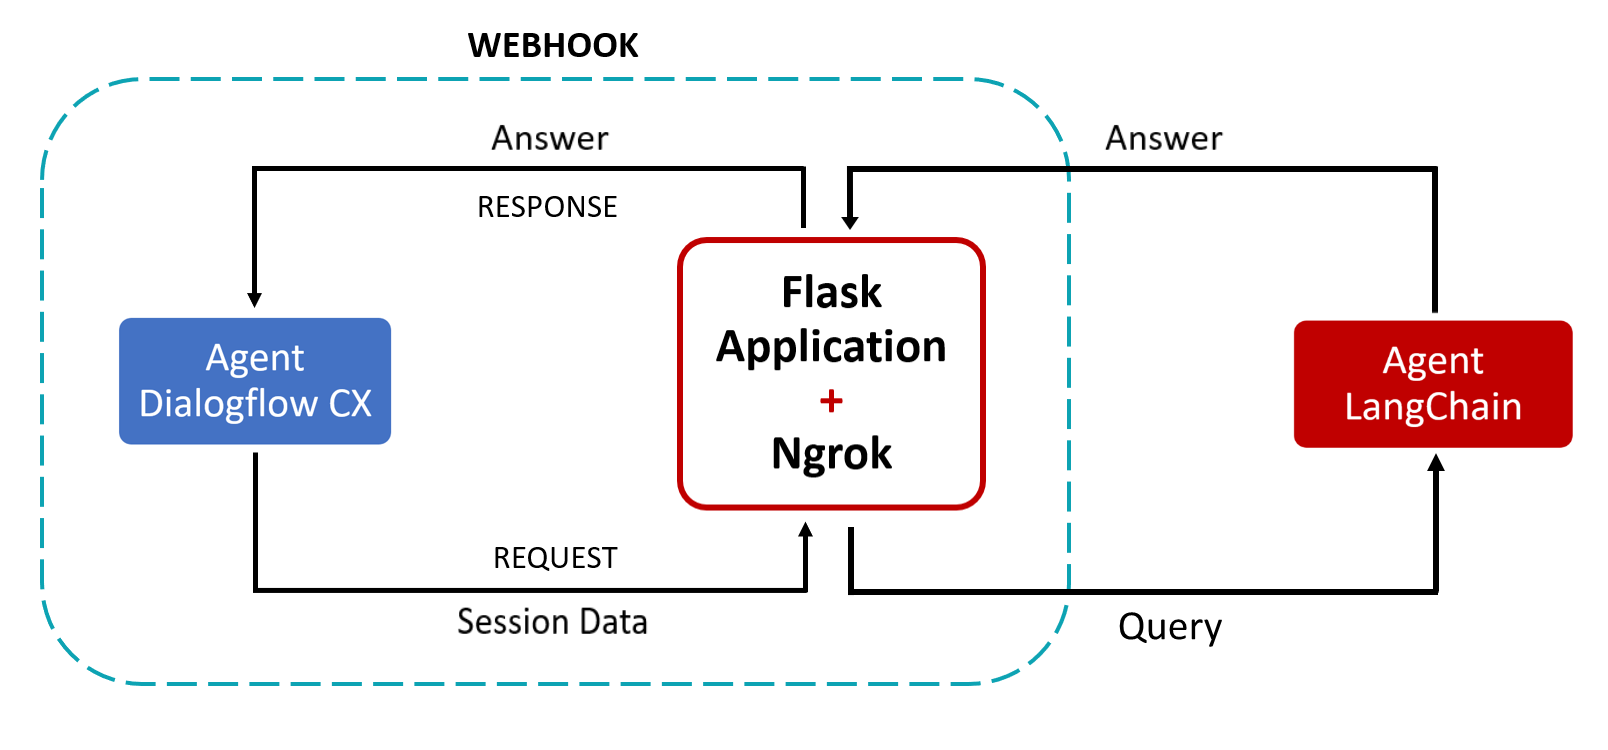 WEBHOOK
Answer
Answer
RESPONSE
Flask
Application
+
Ngrok
Agent
Dialogflow CX
Agent
LangChain
REQUEST
Session Data
Query